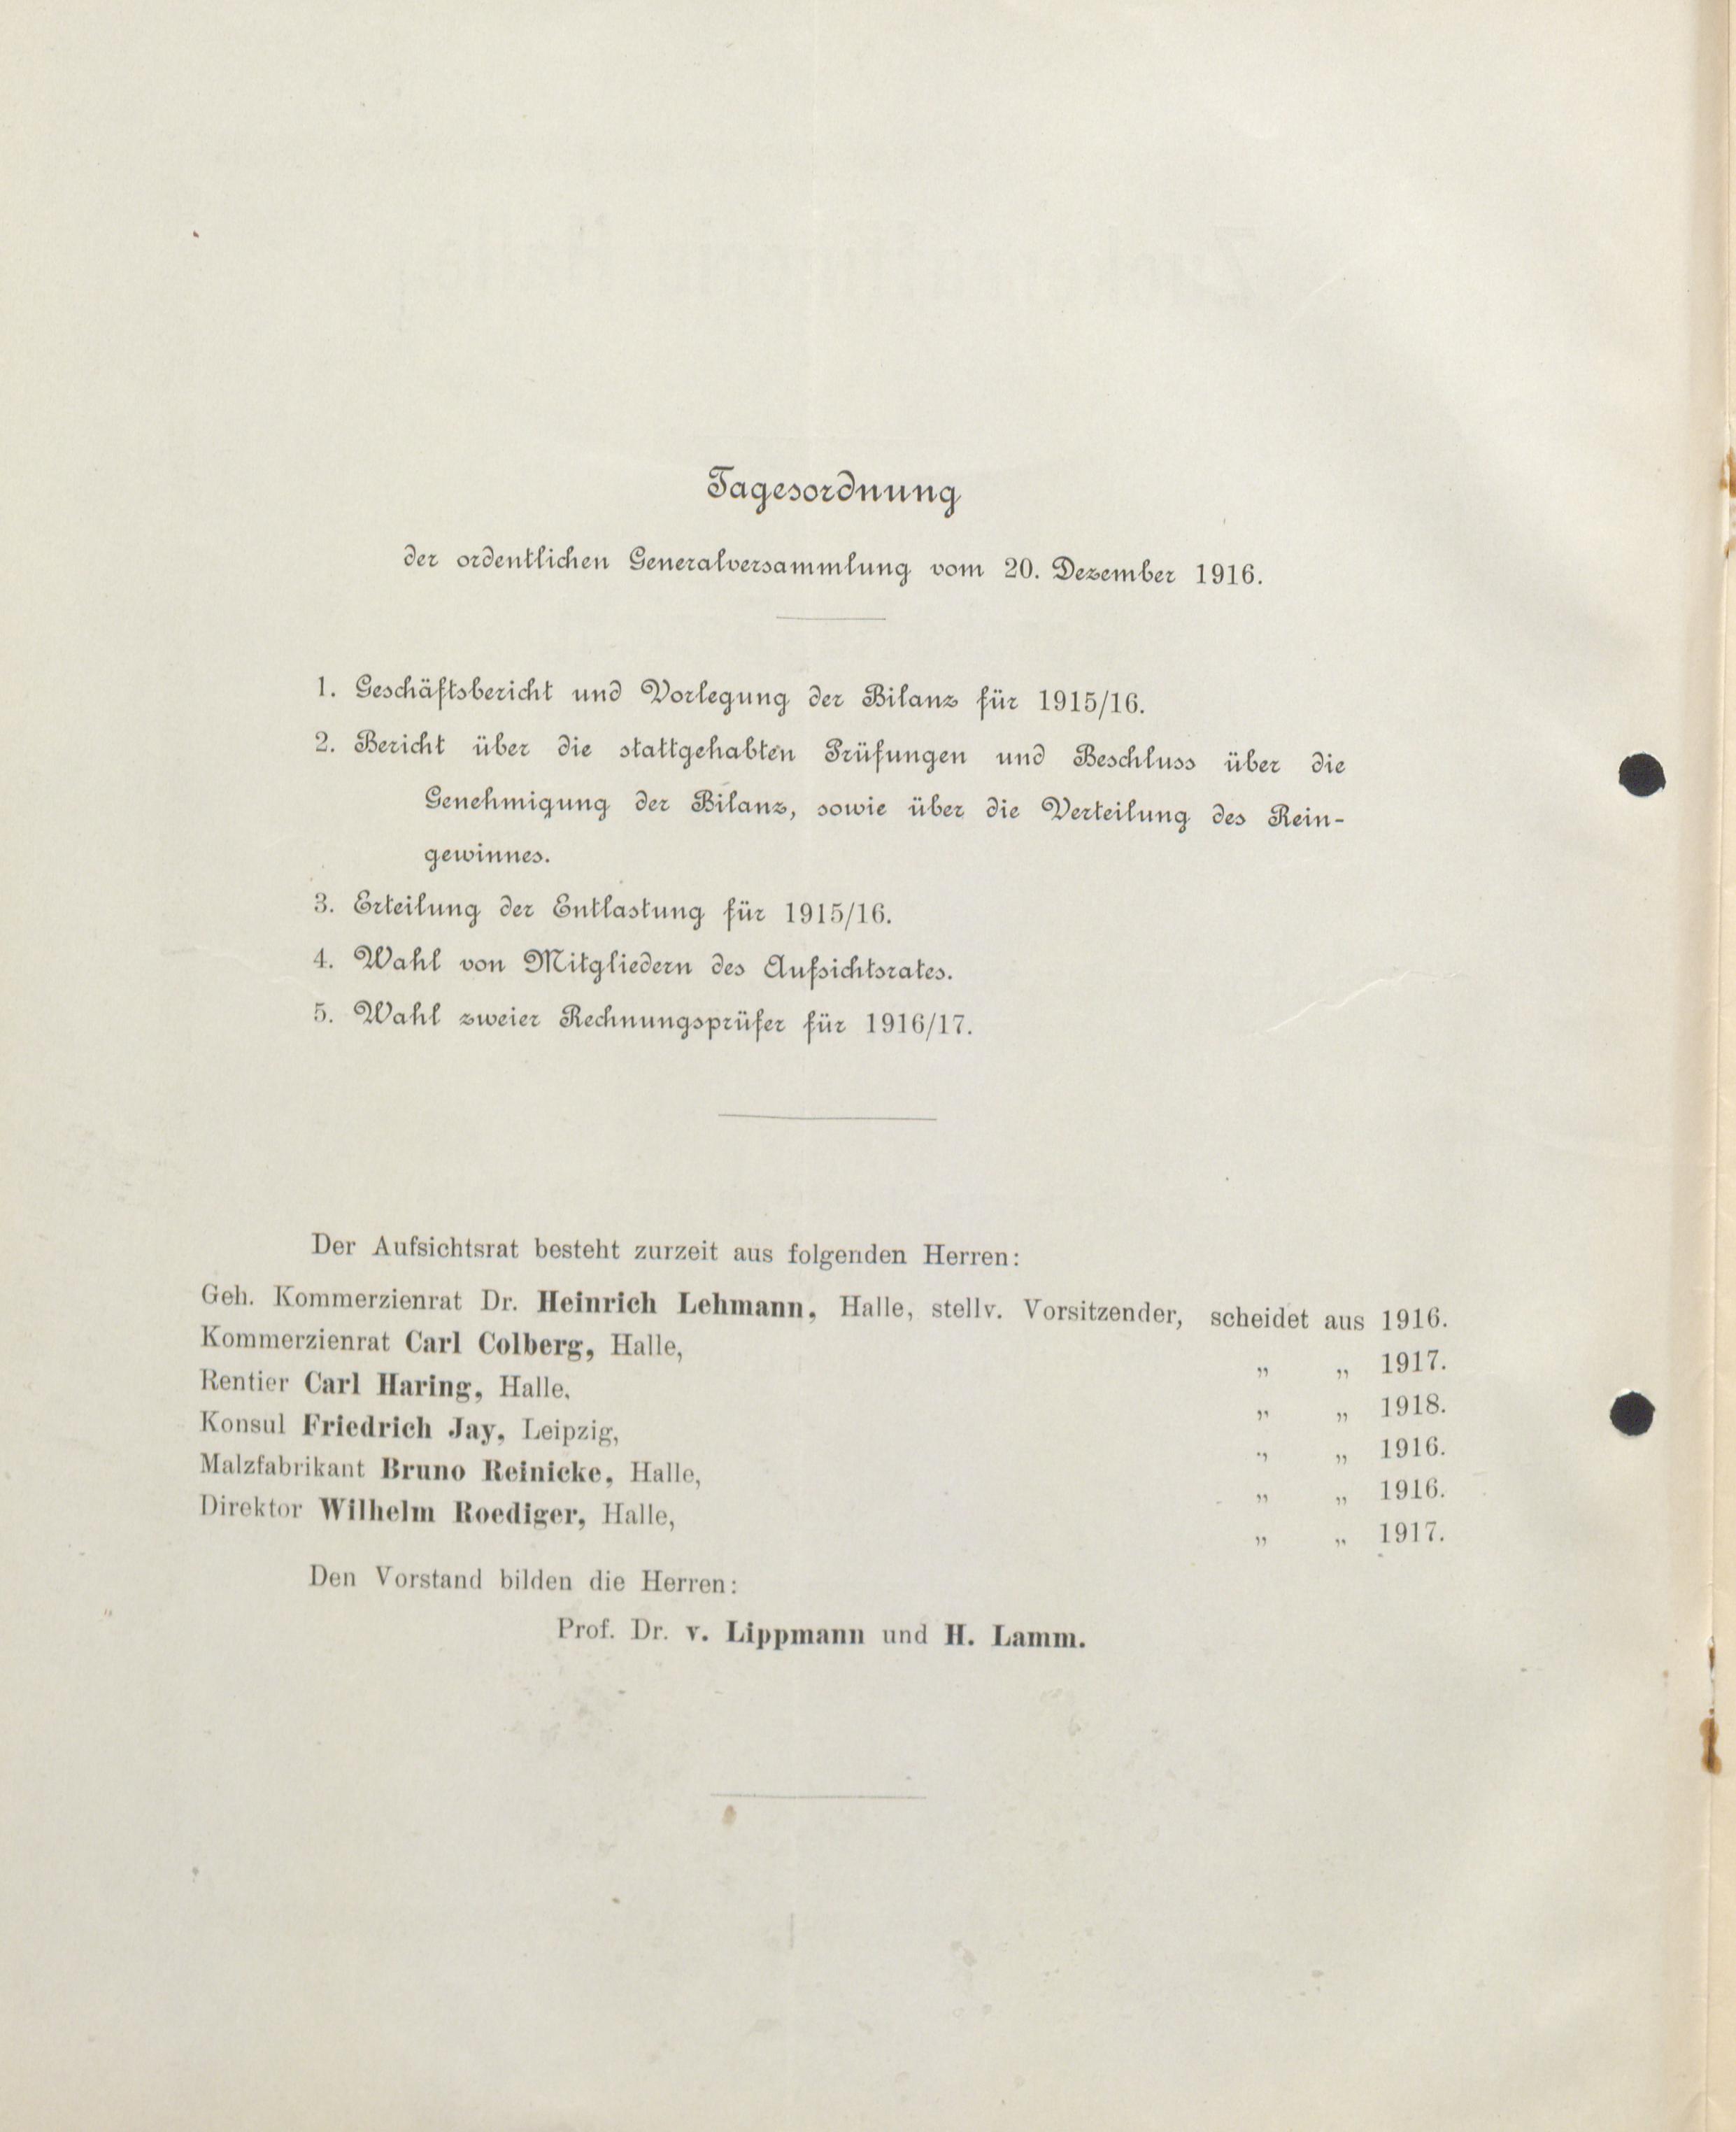 Tagesordnung
der ordentlichen Generalversammlung vom 20. Dezember 1916.
1. Geschäftsbericht und Vorlegung der Bilanz für 1915/16.
2. Bericht über die stattgehabten Prüfungen und Beschluss über die
Genehmigung der Bilanz, sowie über die Verteilung des Rein-
gewinnes.
3. Erteilung der Entlastung für 1915/16.
4. Wahl von Mitgliedern des Aufsichtsrates.
5. Wahl zweier Rechnungsprüfer für 1916/17.
Der Aufsichtsrat besteht zurzeit aus folgenden Herren:
Geh. Kommerzienrat Dr. Heinrich Lehmann, Halle, stellv. Vorsitzender, scheidet aus 1916.
Kommerzienrat Carl Colberg, Halle, „ „ 1917.
Rentier Carl Haring, Halle, „ „ 1918.
Konsul Friedrich Jay, Leipzig, „ „ 1916.
Malzfabrikant Bruno Reinicke, Halle, „ „ 1916.
Direktor Wilhelm Roediger, Halle, „ „ 1917.
Den Vorstand bilden die Herren:
Prof. Dr. v. Lippmann und H. Lamm.